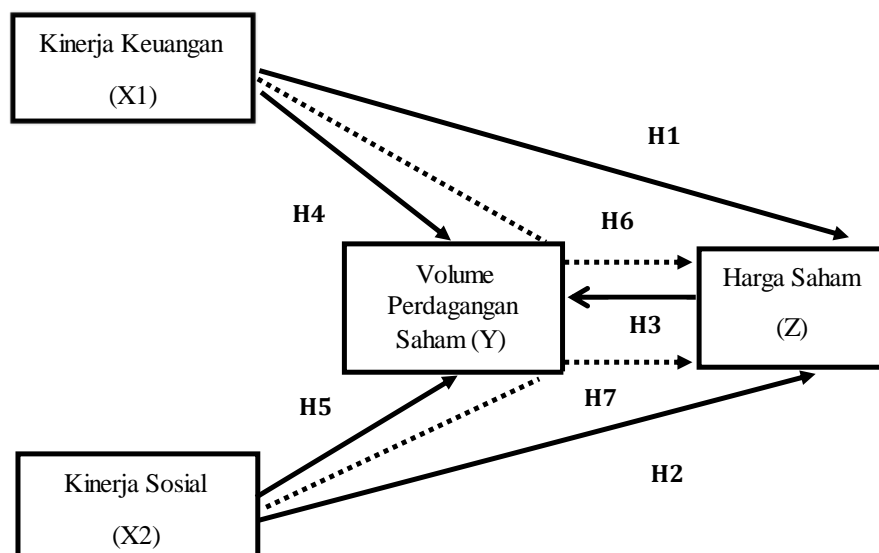 Kinerja Keuangan
(X1)
H1
H4
H6
Volume
Perdagangan
Saham (Y)
Harga Saham
(Z)
H3
H5
H7
Kinerja Sosial
(X2)
H2